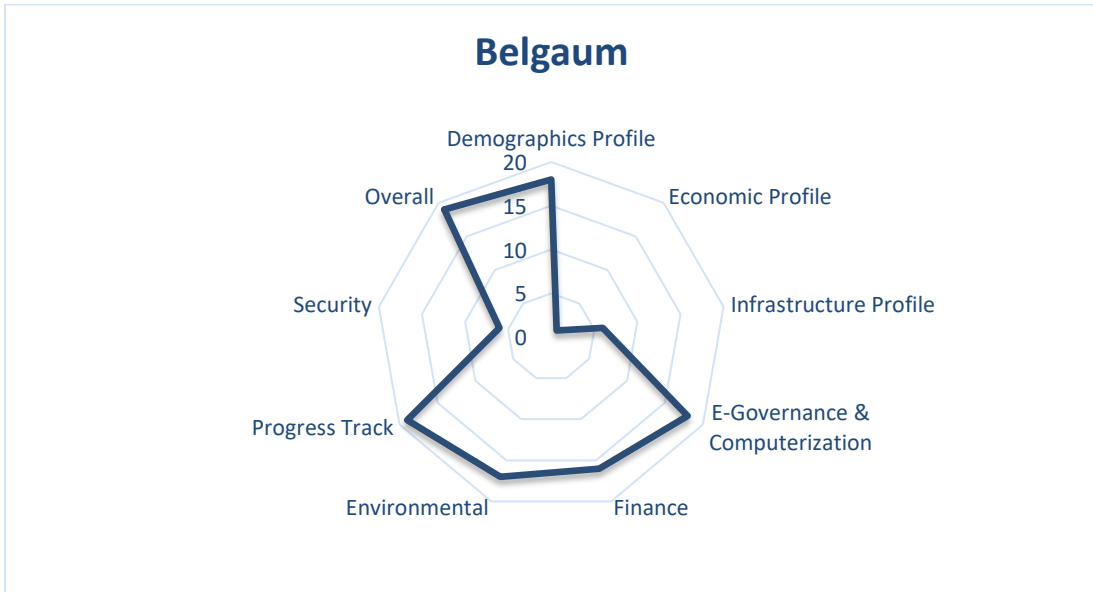 Belgaum
Demographics Profile
20
Overall
Economic Profile
15
10
Security
5
Infrastructure Profile
0
E-Governance &
Computerization
Progress Track
Environmental
Finance